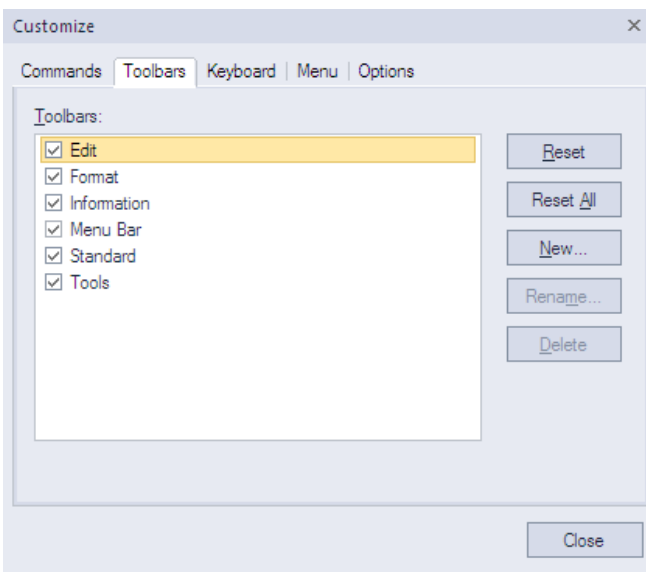 Customize
Commands Toolbars Keyboard Menu Options
Toolbars:
Edit
Format
Information
Menu Bar
Standard
Tools
Reset
Reset All
New...
Rename...
Delete
Close